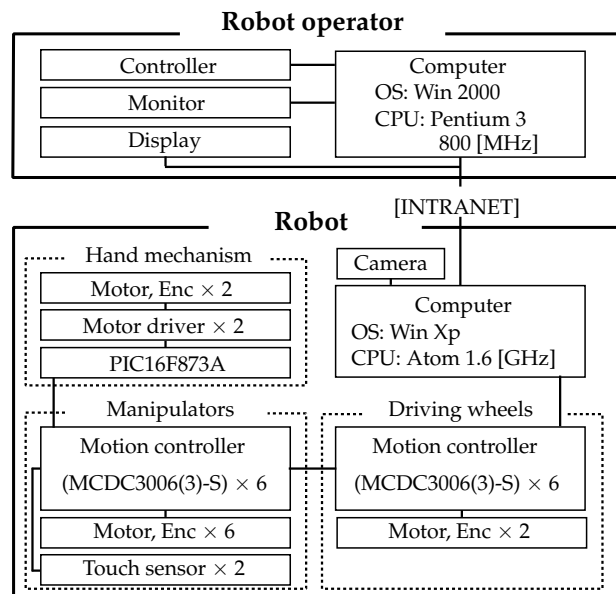 Robot operator
Controller
Monitor
Display
Computer
OS: Win 2000
CPU: Pentium 3
800 [MHz]
[INTRANET]
Robot
Hand mechanism
Motor, Enc × 2
Motor driver × 2
PIC16F873A
Camera
Computer
OS: Win Xp
CPU: Atom 1.6 [GHz]
Manipulators
Motion controller
(MCDC3006(3)-S) × 6
Motor, Enc × 6
Touch sensor × 2
Driving wheels
Motion controller
(MCDC3006(3)-S) × 6
Motor, Enc × 2